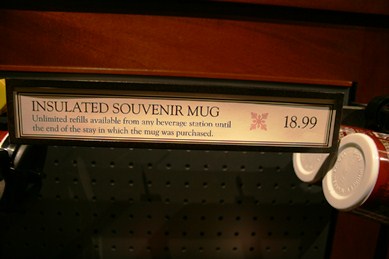 INSULATED SOUVENIR MUG
Unlimited refills available from any beverage station until
the end of the stay in which the mug was purchased.
18.99